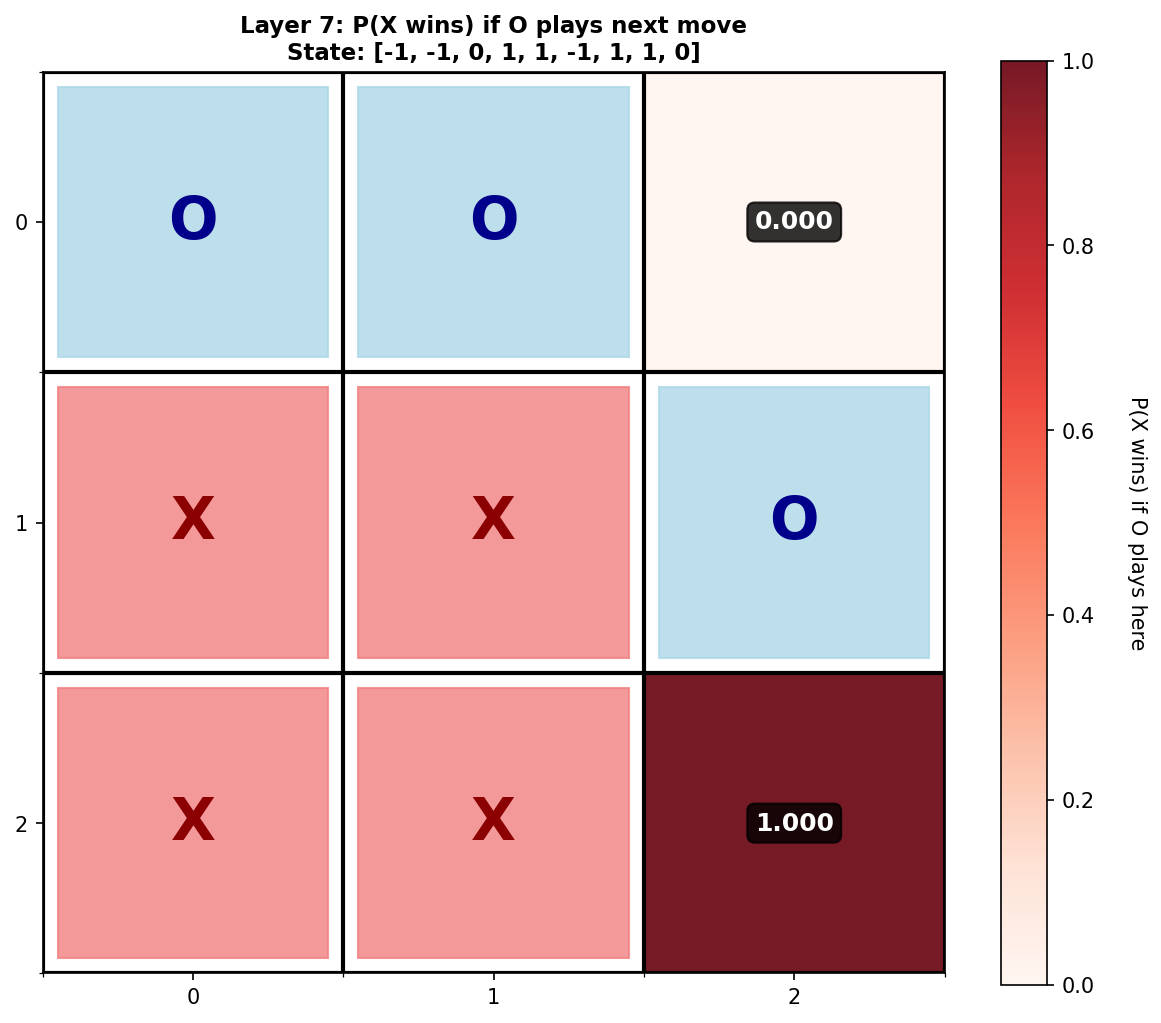 Layer 7: P(X wins) if O plays next move
State: [-1, -1, 0, 1, 1, -1, 1, 1, 0]
0
O
O
0.000
1
X
X
O
2
X
X
1.000
0
1
2
1.0
0.8
0.6
0.4
0.2
0.0
P(X wins) if O plays here